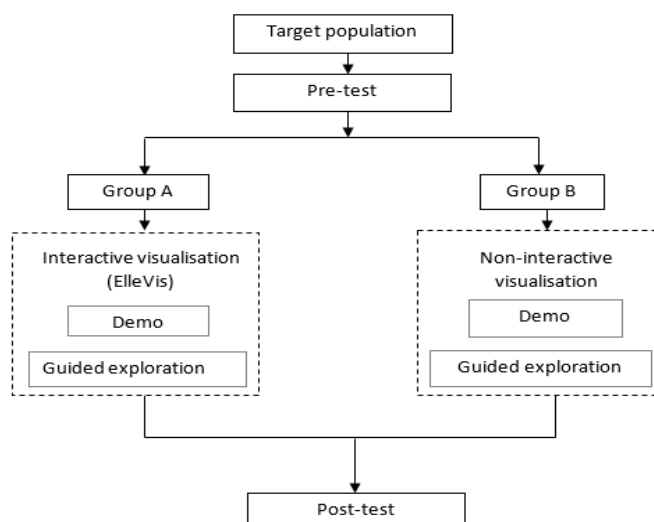 Target population
Pre-test
Group A
Group B
Interactive visualisation
(ElleVis)
Demo
Guided exploration
Non-interactive
visualisation
Demo
Guided exploration
Post-test